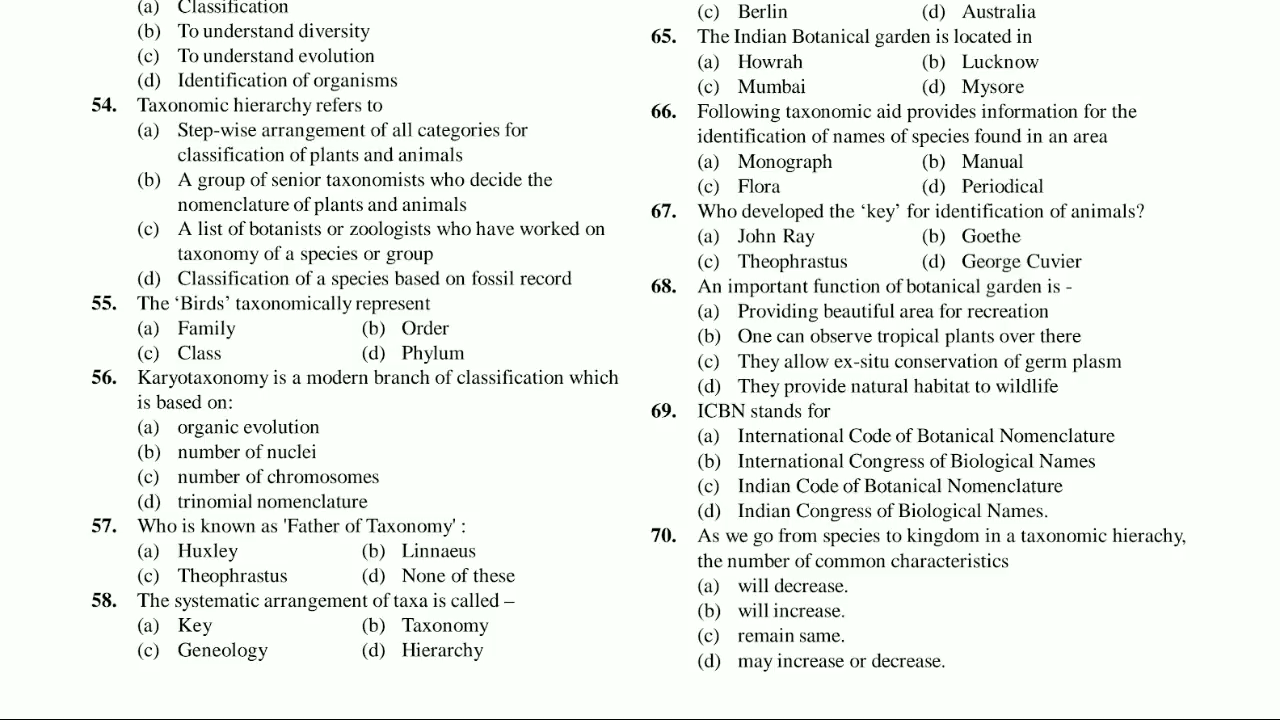 (a) Classification
(b) To understand diversity
(c) To understand evolution
(d) Identification of organisms
54. Taxonomic hierarchy refers to
(a) Step-wise arrangement of all categories for
classification of plants and animals
(b) A group of senior taxonomists who decide the
nomenclature of plants and animals
(c) A list of botanists or zoologists who have worked on
taxonomy of a species or group
(d) Classification of a species based on fossil record
55. The ‘Birds’ taxonomically represent
(a) Family (b) Order
(c) Class (d) Phylum
56. Karyotaxonomy is a modern branch of classification which
is based on:
(a) organic evolution
(b) number of nuclei
(c) number of chromosomes
(d) trinomial nomenclature
57. Who is known as 'Father of Taxonomy' :
(a) Huxley (b) Linnaeus
(c) Theophrastus (d) None of these
58. The systematic arrangement of taxa is called –
(a) Key (b) Taxonomy
(c) Geneology (d) Hierarchy
(c) Berlin (d) Australia
65. The Indian Botanical garden is located in
(a) Howrah (b) Lucknow
(c) Mumbai (d) Mysore
66. Following taxonomic aid provides information for the
identification of names of species found in an area
(a) Monograph (b) Manual
(c) Flora (d) Periodical
67. Who developed the ‘key’ for identification of animals?
(a) John Ray (b) Goethe
(c) Theophrastus (d) George Cuvier
68. An important function of botanical garden is -
(a) Providing beautiful area for recreation
(b) One can observe tropical plants over there
(c) They allow ex-situ conservation of germ plasm
(d) They provide natural habitat to wildlife
69. ICBN stands for
(a) International Code of Botanical Nomenclature
(b) International Congress of Biological Names
(c) Indian Code of Botanical Nomenclature
(d) Indian Congress of Biological Names.
70. As we go from species to kingdom in a taxonomic hierachy,
the number of common characteristics
(a) will decrease.
(b) will increase.
(c) remain same.
(d) may increase or decrease.